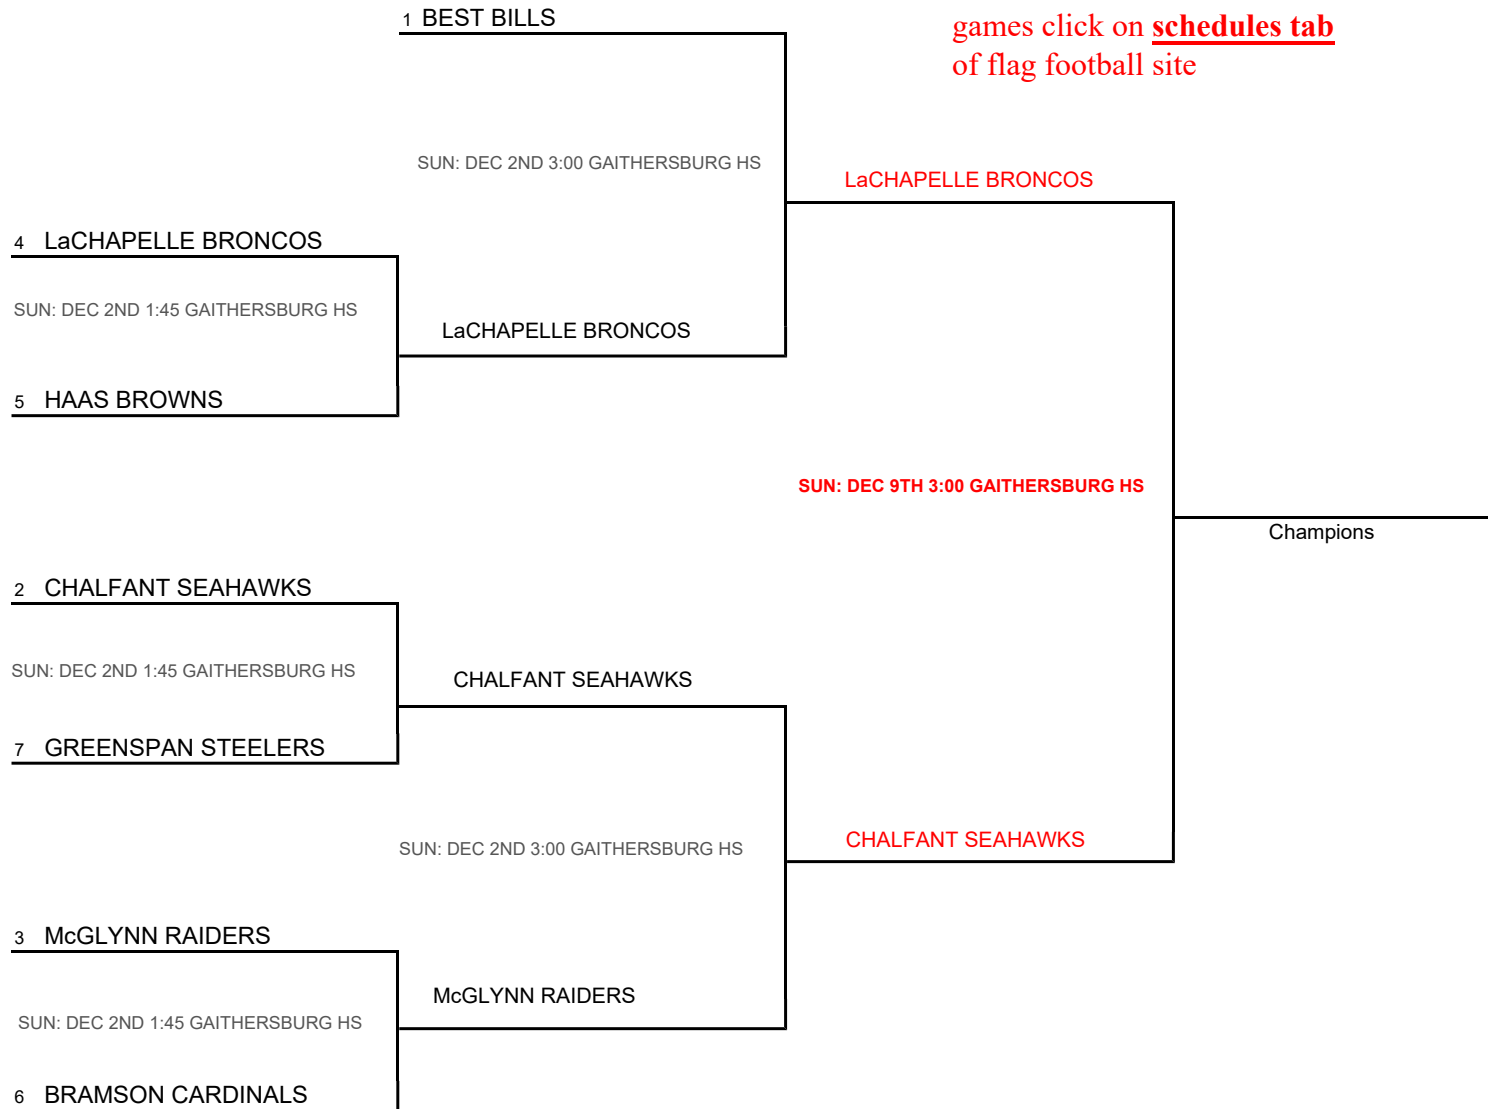 1 BEST BILLS
games click on schedules tab
of flag football site
SUN: DEC 2ND 3:00 GAITHERSBURG HS
LaCHAPELLE BRONCOS
4 LaCHAPELLE BRONCOS
SUN: DEC 2ND 1:45 GAITHERSBURG HS
LaCHAPELLE BRONCOS
5 HAAS BROWNS
SUN: DEC 9TH 3:00 GAITHERSBURG HS
Champions
2 CHALFANT SEAHAWKS
SUN: DEC 2ND 1:45 GAITHERSBURG HS
CHALFANT SEAHAWKS
7 GREENSPAN STEELERS
SUN: DEC 2ND 3:00 GAITHERSBURG HS
CHALFANT SEAHAWKS
3 McGLYNN RAIDERS
McGLYNN RAIDERS
SUN: DEC 2ND 1:45 GAITHERSBURG HS
6 BRAMSON CARDINALS